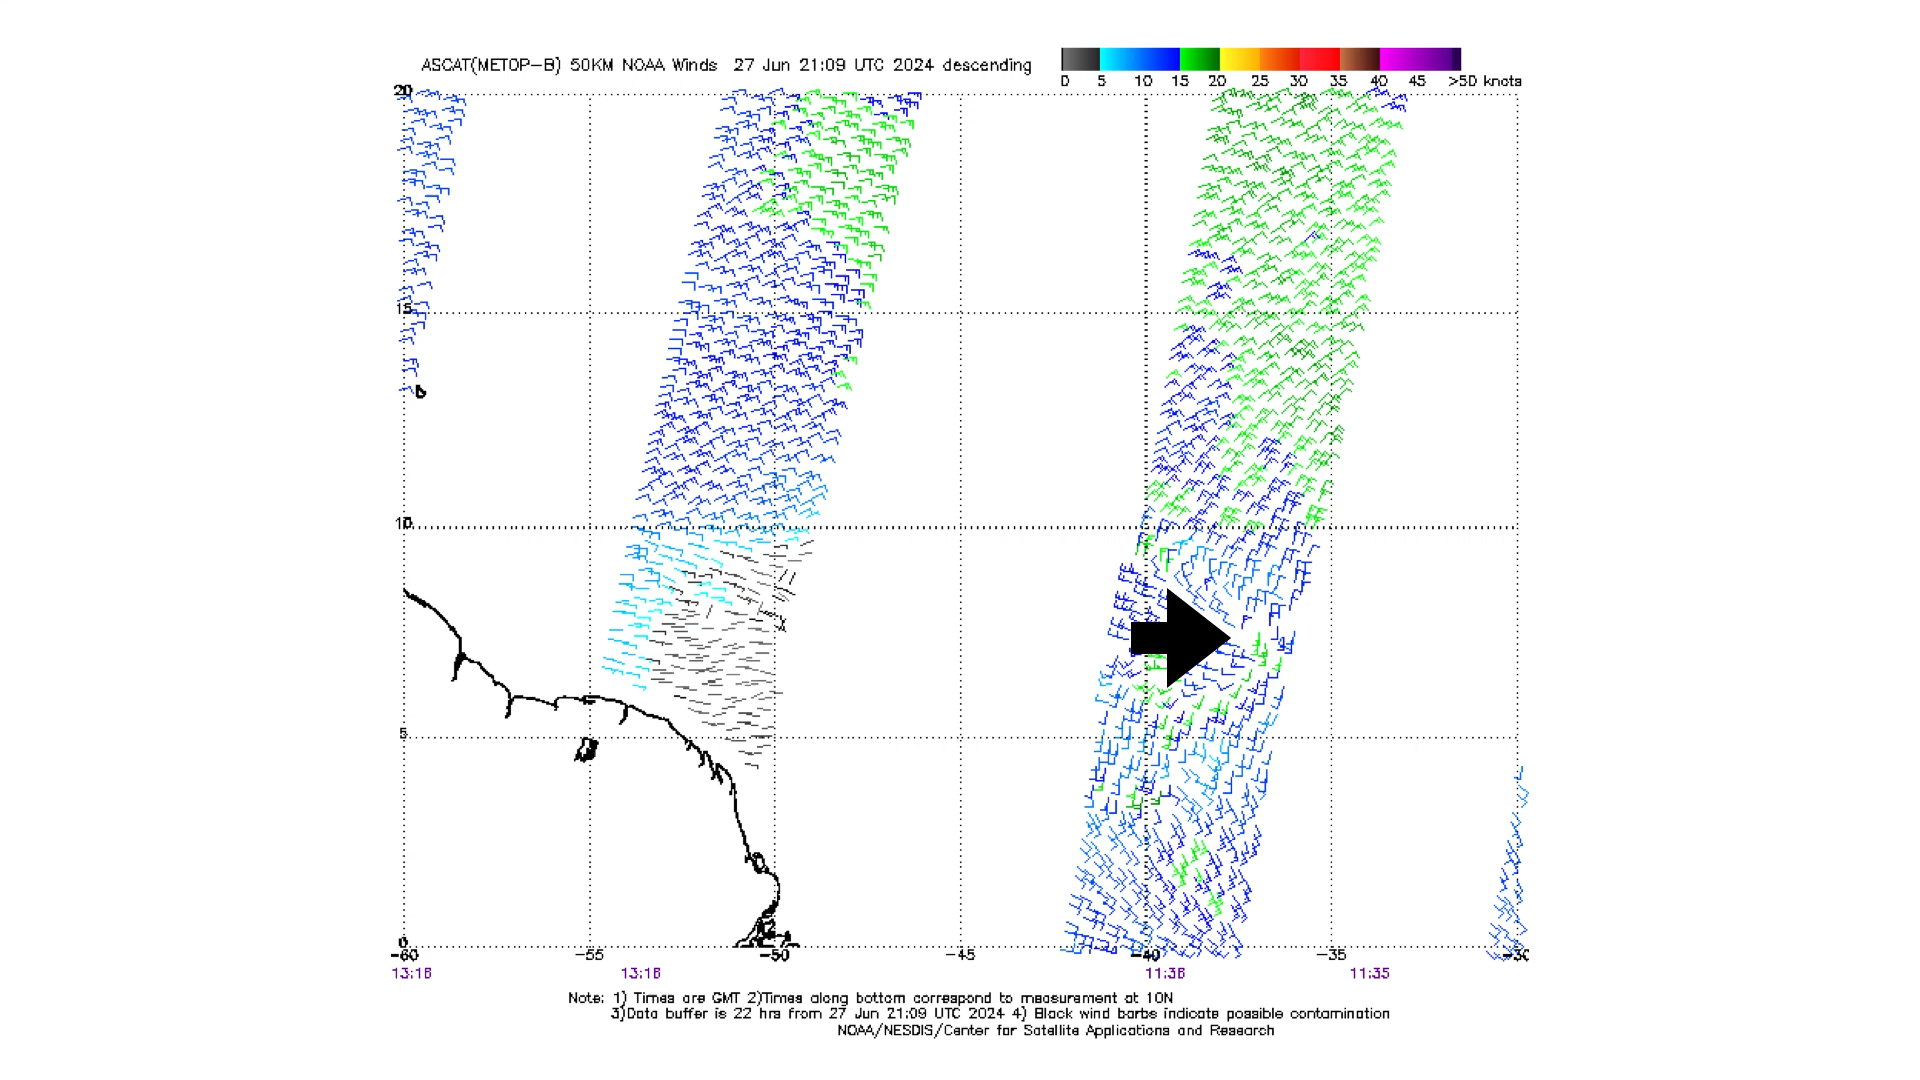 ASCAT(METOP-B) 50KM NOAA Winds 27 Jun 21:09 UTC 2024 descending
0 5 10 15 20 25 30 35 40 45 >50 knots
20
15
10
5
0
-60 -55 -50 -45 -40 -35 -30
13:16 13:16 11:36 11:35
Note: 1) Times are GMT 2)Times along bottom correspond to measurement at 10N
3)Data buffer is 22 hrs from 27 Jun 21:09 UTC 2024 4) Black wind barbs indicate possible contamination
NOAA/NESDIS/Center for Satellite Applications and Research